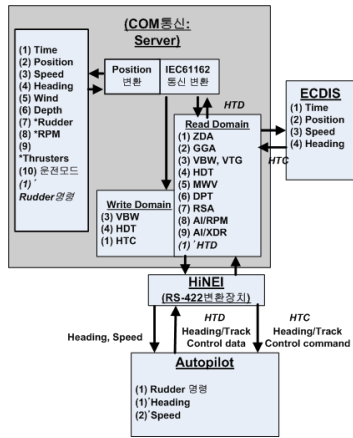 (COM통신:
Server)
(1) Time
(2) Position
(3) Speed
(4) Heading
(5) Wind
(6) Depth
(7) *Rudder
(8) *RPM
(9)
*Thrusters
(10) 운전모드
(1) ´
Rudder명령
Position
변환
IEC61162
통신 변환
HTD
Read Domain
(1) ZDA
(2) GGA
(3) VBW, VTG
(4) HDT
(5) MWV
(6) DPT
(7) RSA
(8) AI/RPM
(9) AI/XDR
(1) ´HTD
Write Domain
(3) VBW
(4) HDT
(1) HTC
ECDIS
(1) Time
(2) Position
(3) Speed
(4) Heading
HTC
HiNEI
(RS-422변환장치)
Heading, Speed
HTD
Heading/Track
Control data
HTC
Heading/Track
Control command
Autopilot
(1) Rudder 명령
(1)´Heading
(2)´Speed